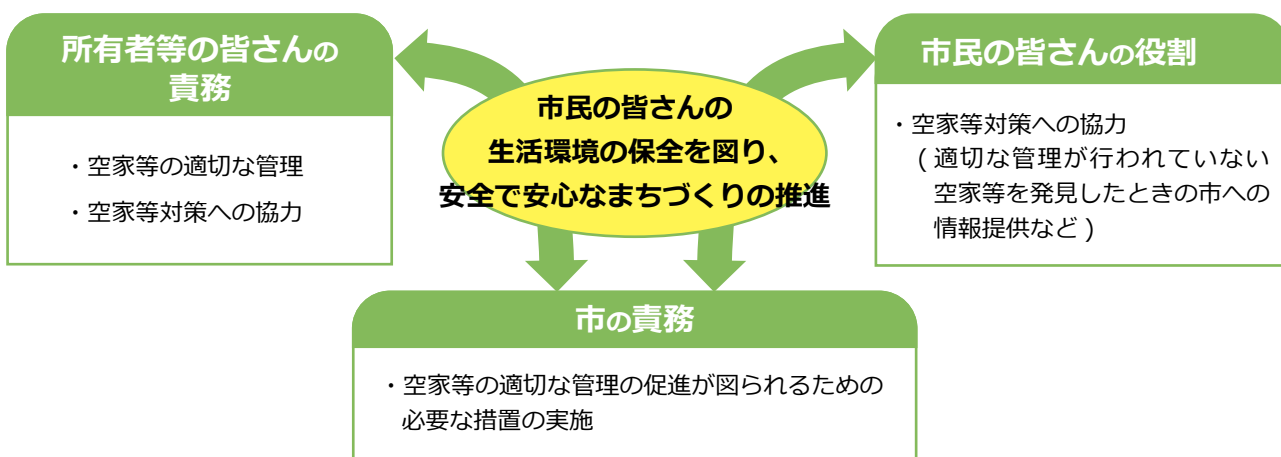 所有者等の皆さんの
責務
・空家等の適切な管理
・空家等対策への協力
市民の皆さんの
生活環境の保全を図り、
安全で安心なまちづくりの推進
市民の皆さんの役割
・空家等対策への協力
（適切な管理が行われていない
空家等を発見したときの市への
情報提供など）
市の責務
・空家等の適切な管理の促進が図られるための
必要な措置の実施